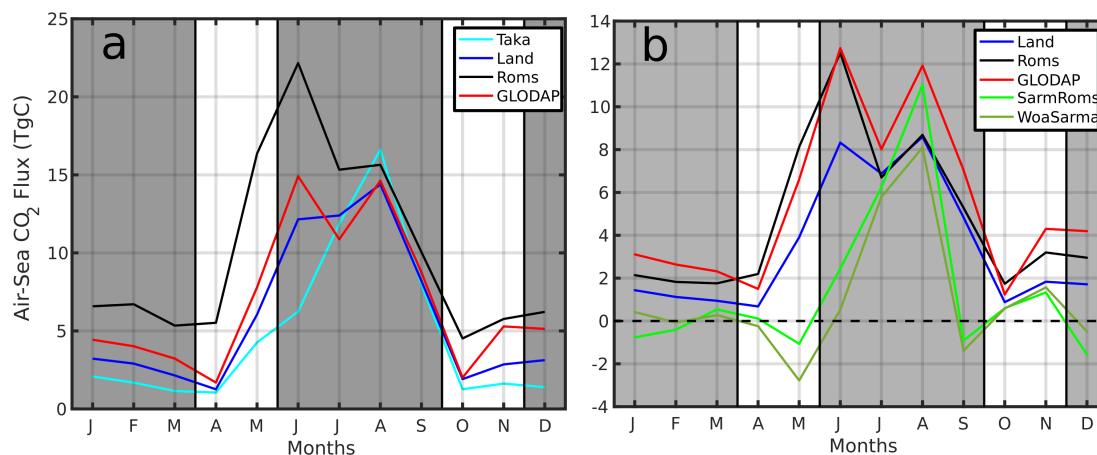 a
Air-Sea CO2 Flux (TgC)
25
20
15
10
5
0
Taka
Land
Roms
GLODAP
J F M A M J J A S O N D
Months
b
14
12
10
8
6
4
2
0
-2
-4
Land
Roms
GLODAP
SarmRoms
WoaSarma
J F M A M J J A S O N D
Months